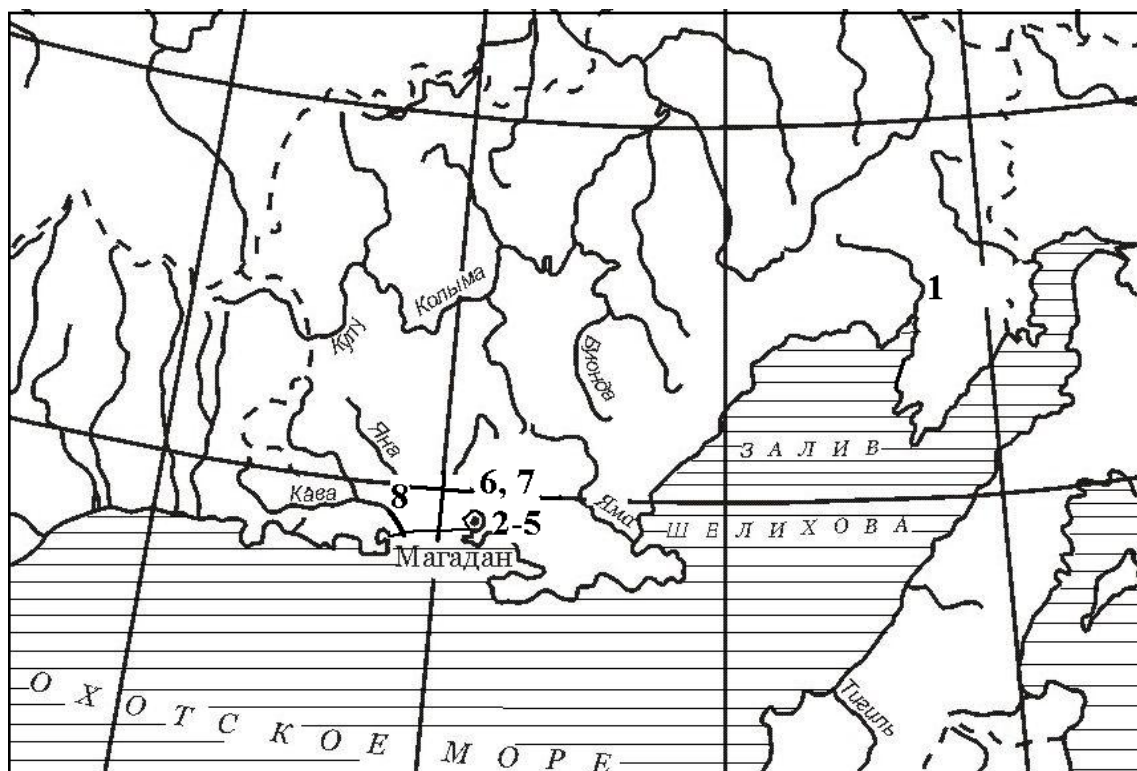 1
Колыма
Кулу
Буюнда
Яна
ЗАЛИВ
Кава
8
6, 7
2-5
Яма
ШЕЛИХОВА
Магадан
Тигиль
ОХОТСКОЕ МОРЕ